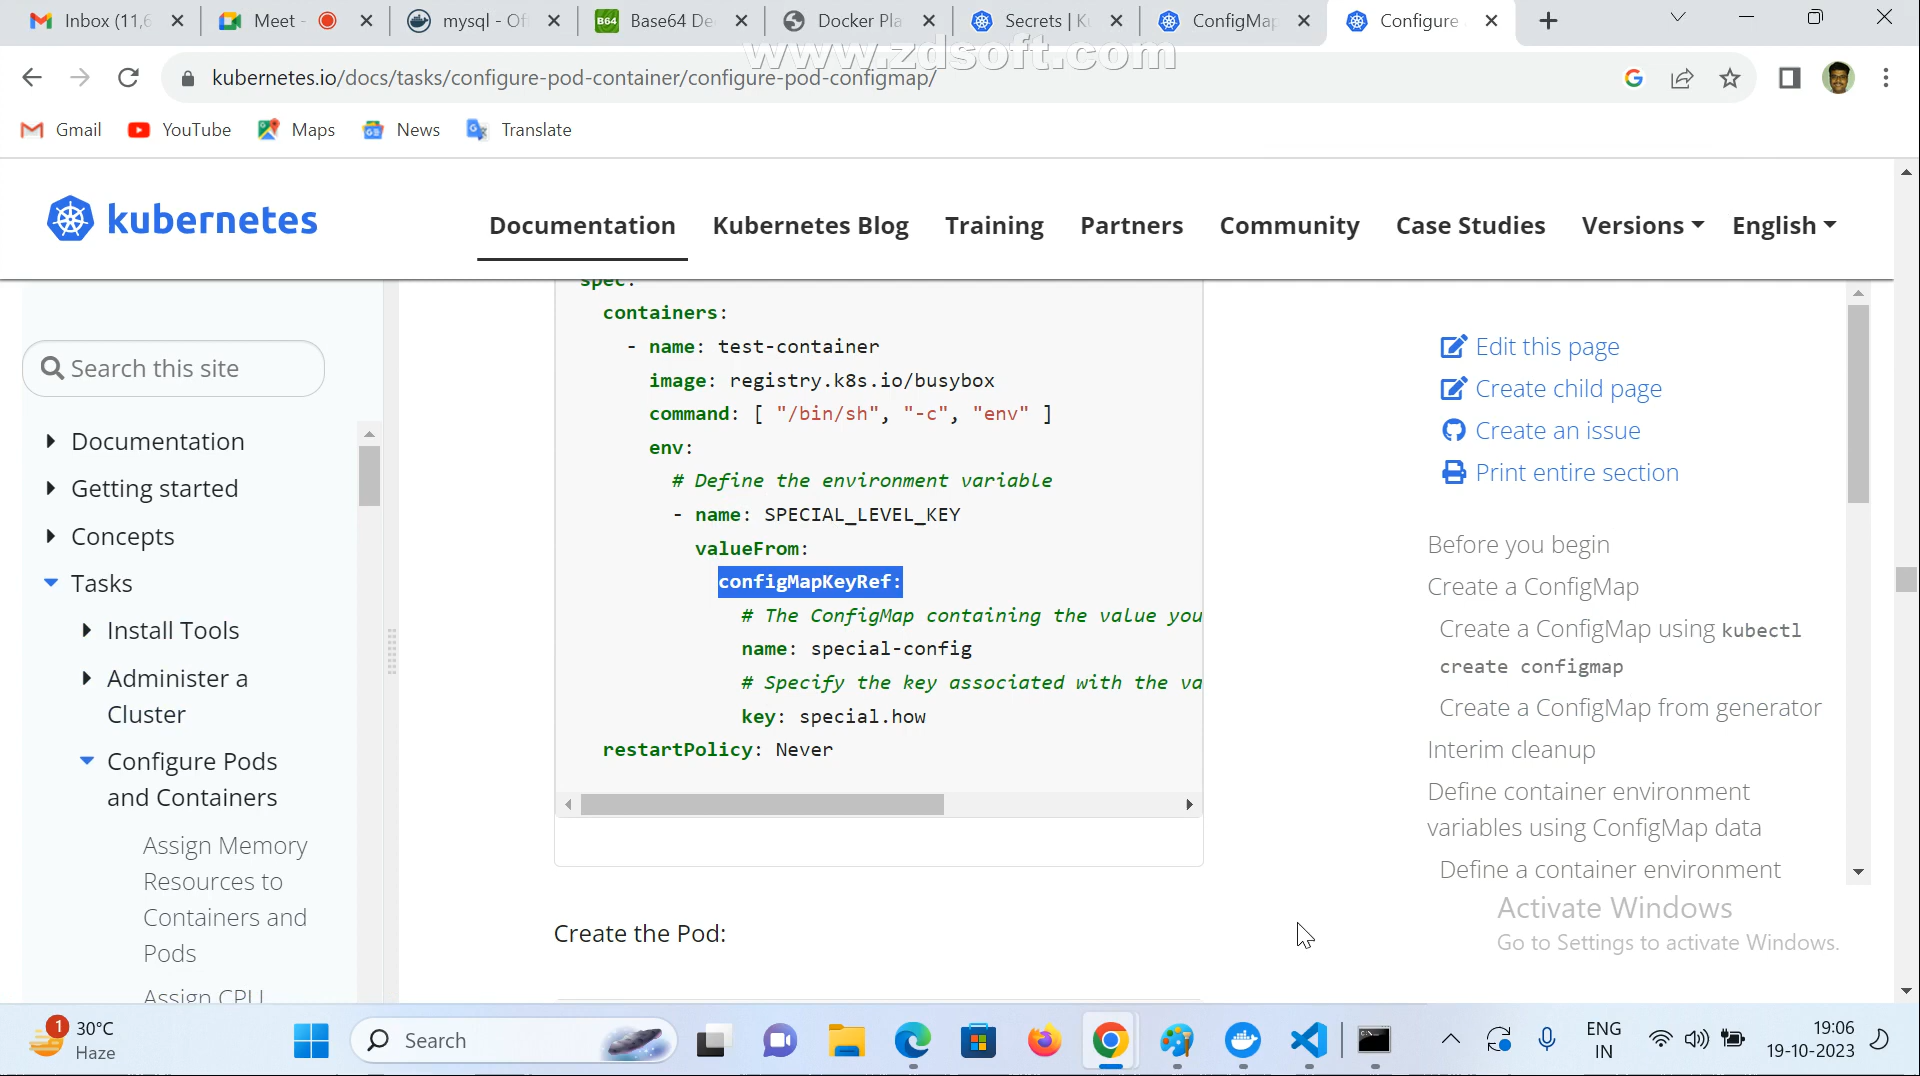 Inbox (11,6
Meet -
mysql - Of
Base64 De
Docker Pla
Secrets | K
ConfigMap
Configure
www.zdsoft.com
kubernetes.io/docs/tasks/configure-pod-container/configure-pod-configmap/
Gmail
YouTube
Maps
News
Translate
kubernetes
Documentation
Kubernetes Blog
Training
Partners
Community
Case Studies
Versions
English
Search this site
Documentation
Getting started
Concepts
Tasks
Install Tools
Administer a
Cluster
Configure Pods
and Containers
Assign Memory
Resources to
Containers and
Pods
Assign CPU
spec:
containers:
- name: test-container
image: registry.k8s.io/busybox
command: [ "/bin/sh", "-c", "env" ]
env:
# Define the environment variable
- name: SPECIAL_LEVEL_KEY
valueFrom:
configMapKeyRef:
# The ConfigMap containing the value you
name: special-config
# Specify the key associated with the va
key: special.how
restartPolicy: Never
Create the Pod:
Edit this page
Create child page
Create an issue
Print entire section
Before you begin
Create a ConfigMap
Create a ConfigMap using kubectl
create configmap
Create a ConfigMap from generator
Interim cleanup
Define container environment
variables using ConfigMap data
Define a container environment
Activate Windows
Go to Settings to activate Windows.
1
30°C
Haze
Search
ENG
IN
19:06
19-10-2023